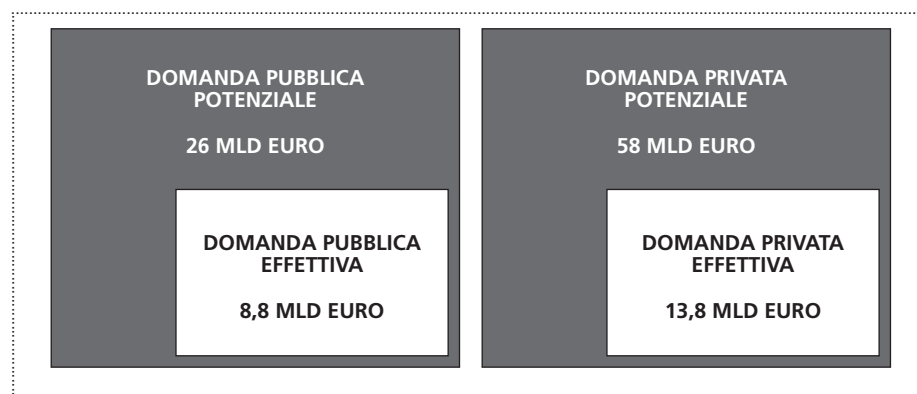 DOMANDA PUBBLICA
POTENZIALE
26 MLD EURO
DOMANDA PUBBLICA
EFFETTIVA
8,8 MLD EURO
DOMANDA PRIVATA
POTENZIALE
58 MLD EURO
DOMANDA PRIVATA
EFFETTIVA
13,8 MLD EURO